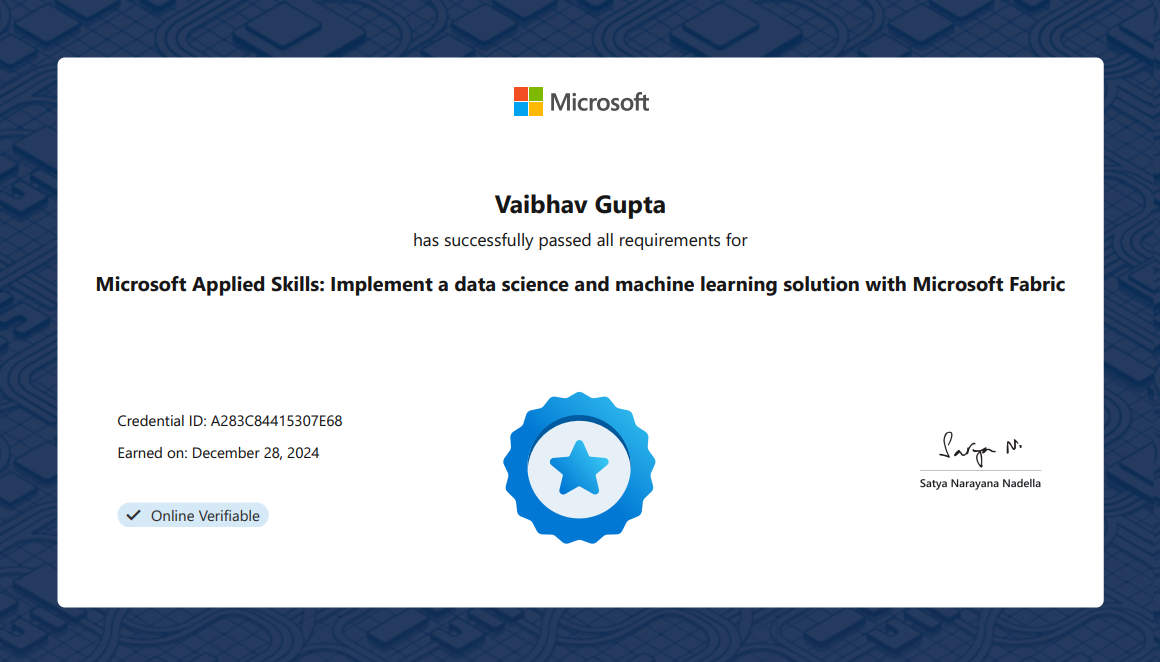 Microsoft
Vaibhav Gupta
has successfully passed all requirements for
Microsoft Applied Skills: Implement a data science and machine learning solution with Microsoft Fabric
Credential ID: A283C84415307E68
Earned on: December 28, 2024
Online Verifiable
Satya N.
Satya Narayana Nadella